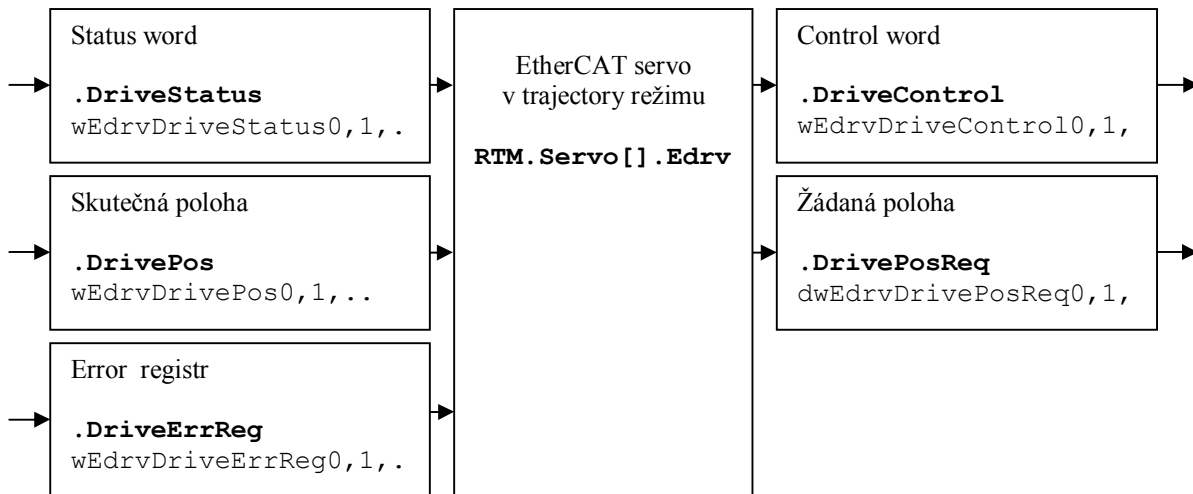 Status word
.DriveStatus
wEdrvDriveStatus0,1,.
Skutečná poloha
.DrivePos
wEdrvDrivePos0,1,..
Error registr
.DriveErrReg
wEdrvDriveErrReg0,1,.
EtherCAT servo
v trajectory režimu
RTM.Servo[].Edrv
Control word
.DriveControl
wEdrvDriveControl0,1,
Žádaná poloha
.DrivePosReq
dwEdrvDrivePosReq0,1,